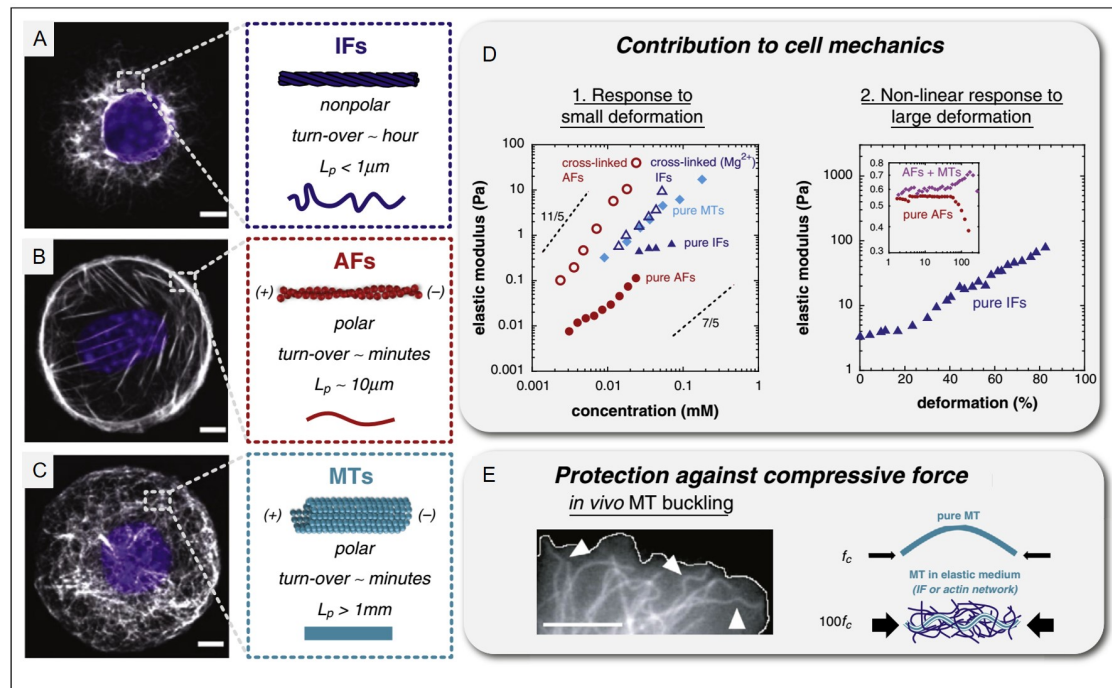 A
IFs
nonpolar
turn-over ~ hour
Lp < 1μm
B
AFs
(+)
(–)
polar
turn-over ~ minutes
Lp ~ 10μm
C
MTs
(+)
(–)
polar
turn-over ~ minutes
Lp > 1mm
D
Contribution to cell mechanics
1. Response to
small deformation
elastic modulus (Pa)
100
10
1
0.1
0.01
0.001
0.001
0.01
0.1
1
concentration (mM)
cross-linked
AFs
cross-linked (Mg2+)
IFs
pure MTs
pure IFs
pure AFs
11/5
7/5
2. Non-linear response to
large deformation
elastic modulus (Pa)
1000
100
10
1
0
20
40
60
80
100
deformation (%)
pure IFs
0.8
0.7
0.6
0.5
0.4
0.3
AFs + MTs
pure AFs
1
10
100
E
Protection against compressive force
in vivo MT buckling
pure MT
fc
MT in elastic medium
(IF or actin network)
100fc